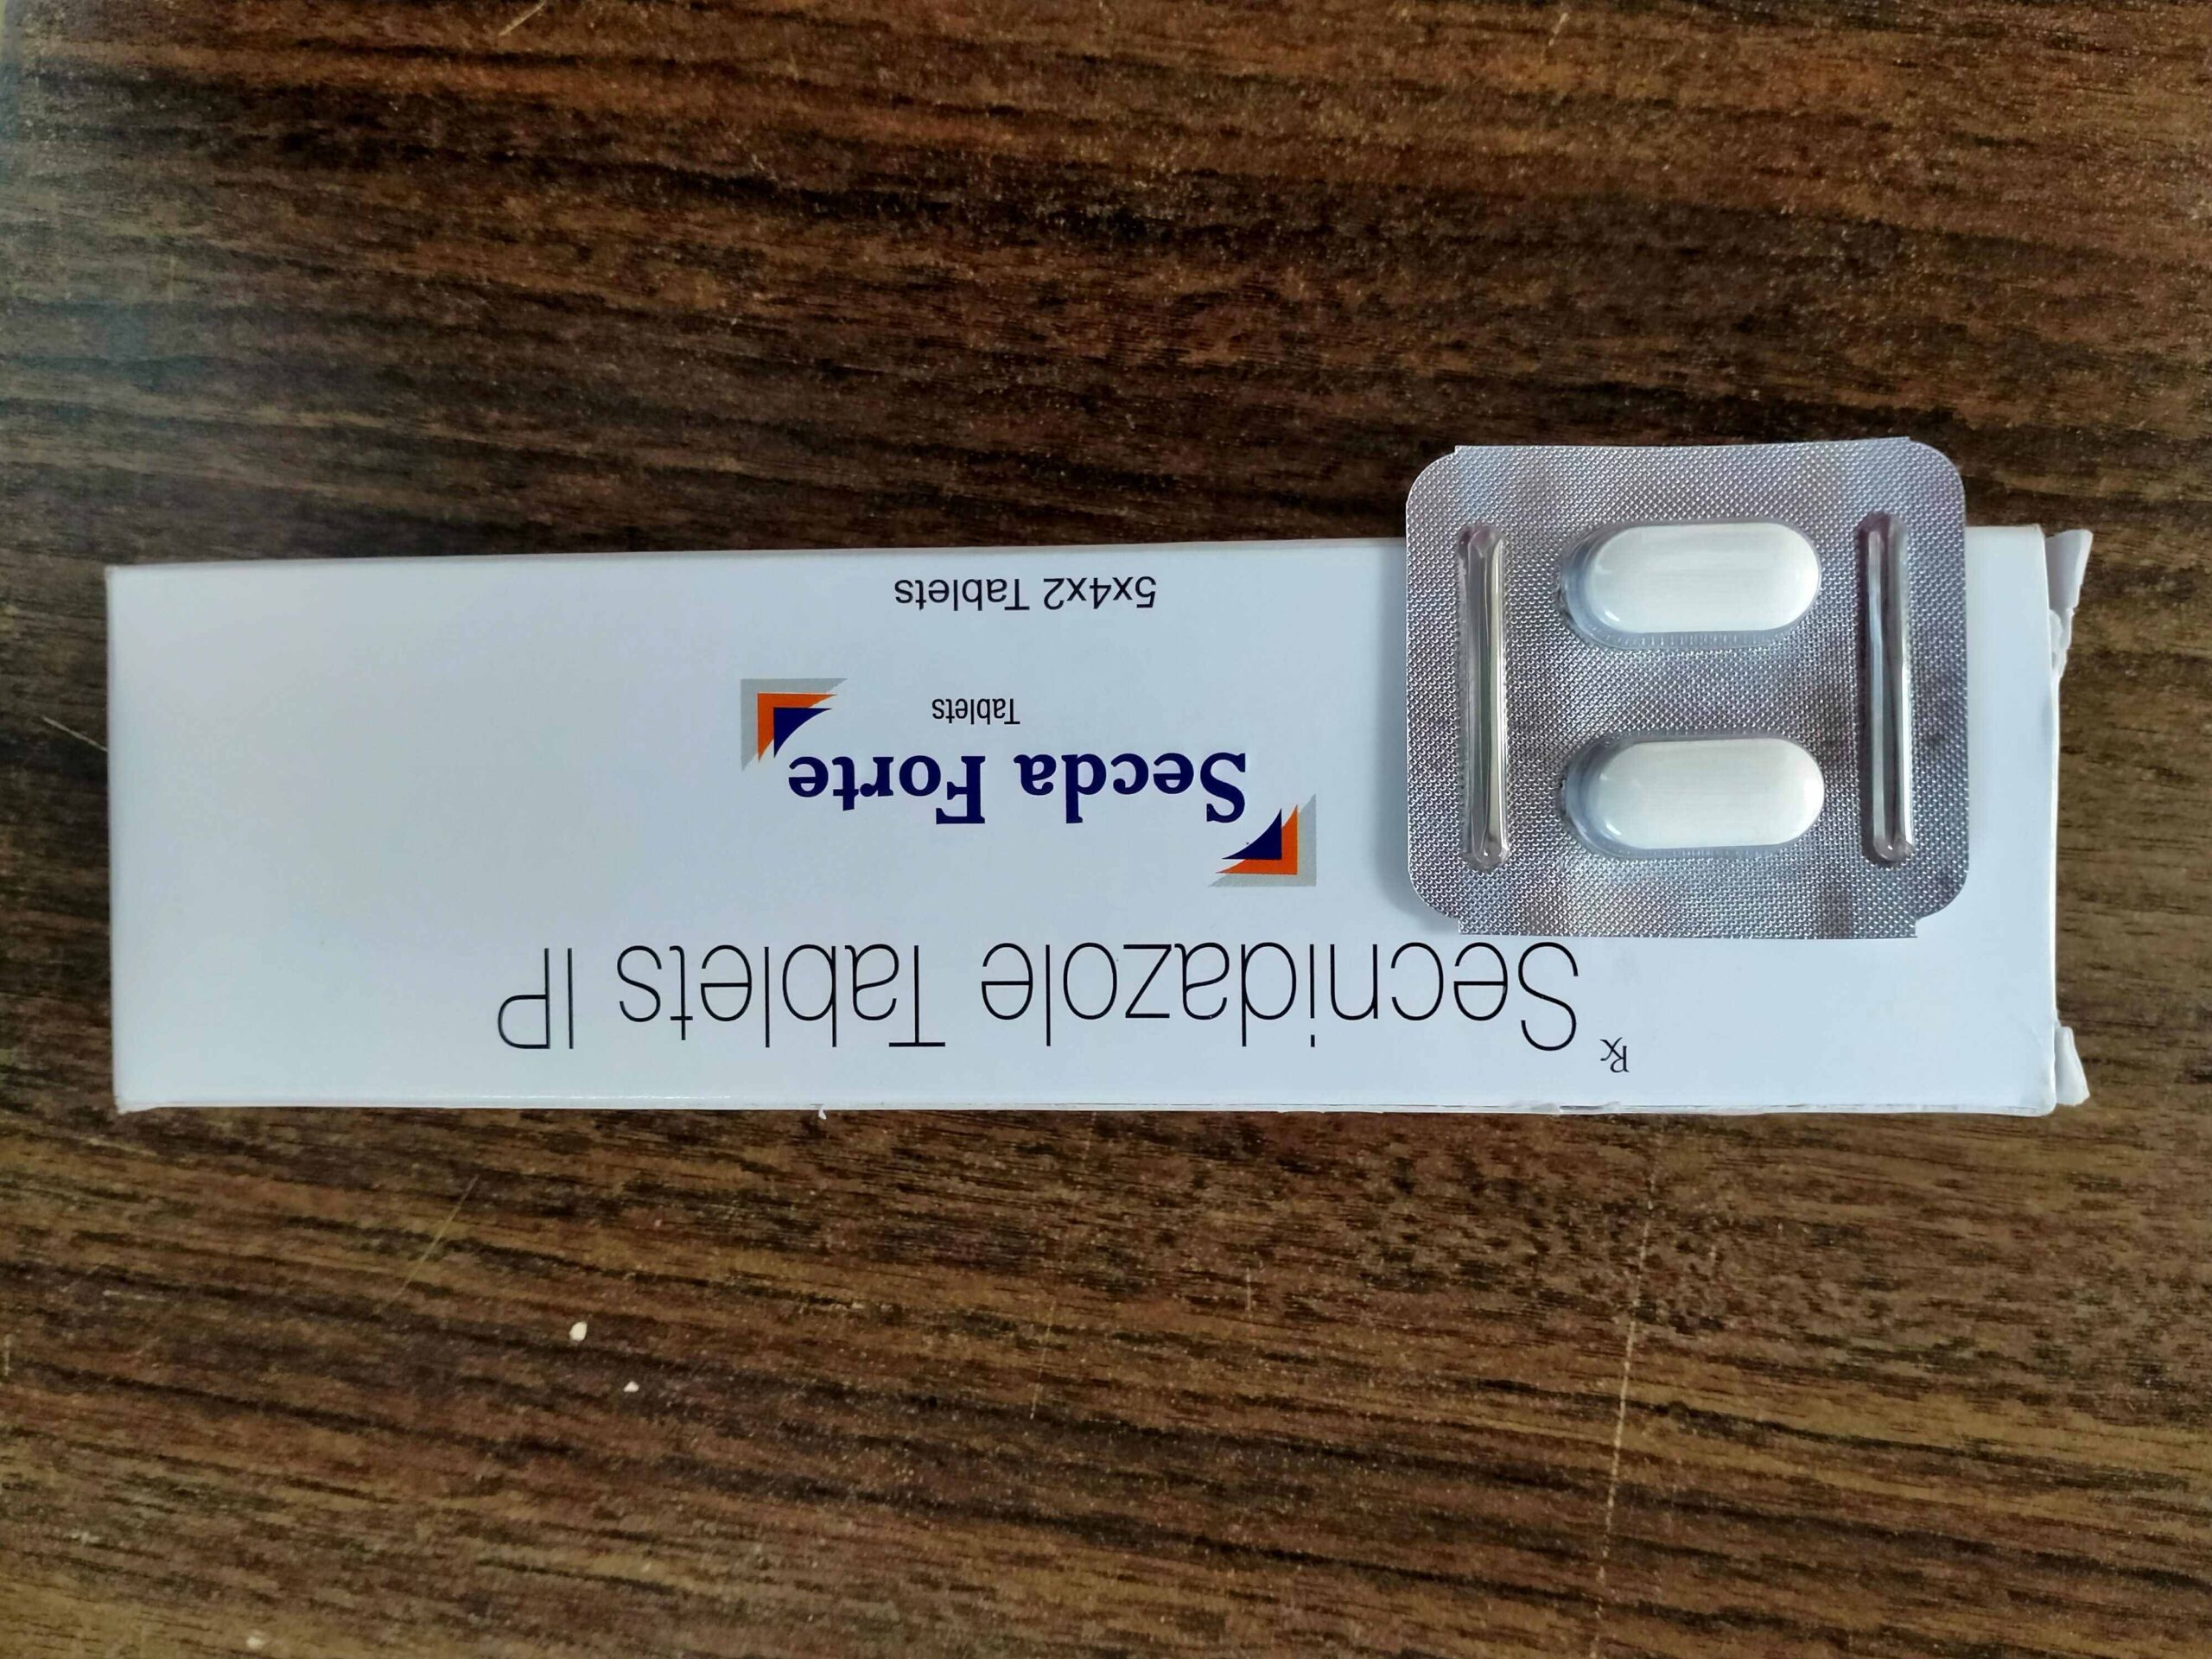 ℞
Secnidazole Tablets IP
Secda Forte
Tablets
5x4x2 Tablets